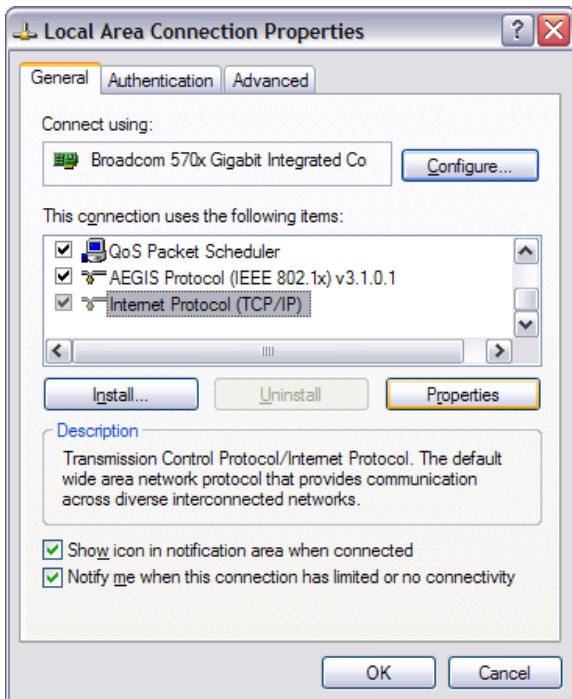 Local Area Connection Properties
General Authentication Advanced
Connect using:
Broadcom 570x Gigabit Integrated Co
Configure...
This connection uses the following items:
QoS Packet Scheduler
AEGIS Protocol (IEEE 802.1x) v3.1.0.1
Internet Protocol (TCP/IP)
Install... Uninstall Properties
Description
Transmission Control Protocol/Internet Protocol. The default
wide area network protocol that provides communication
across diverse interconnected networks.
Show icon in notification area when connected
Notify me when this connection has limited or no connectivity
OK Cancel